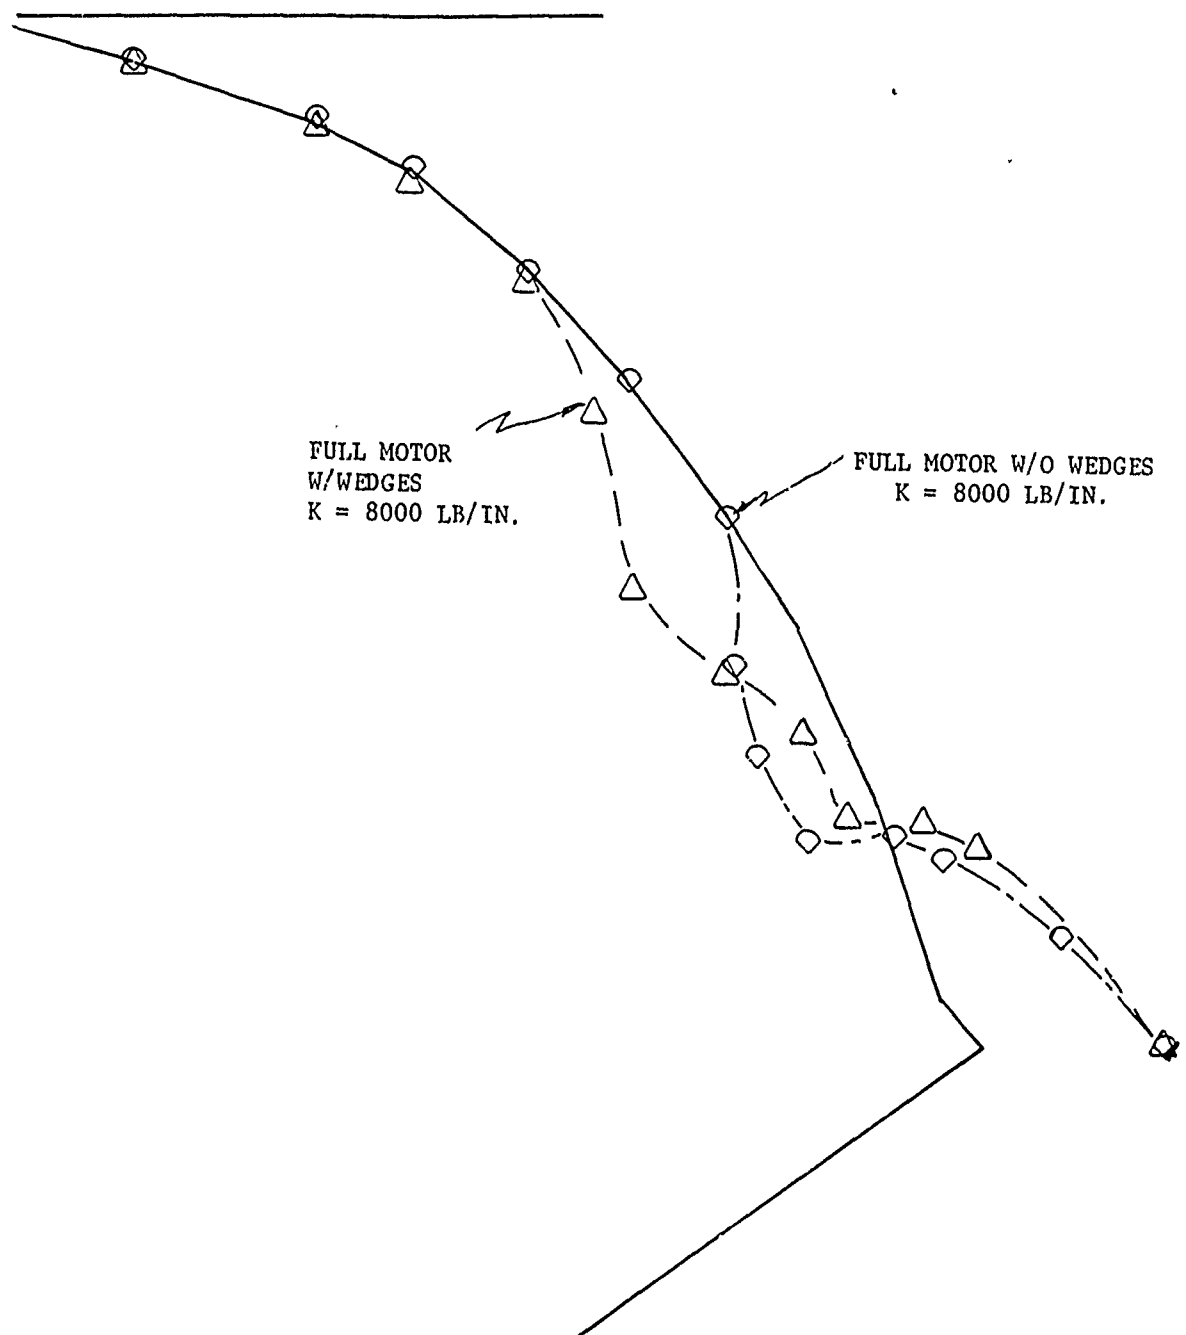 FULL MOTOR
W/WEDGES
K = 8000 LB/IN.
FULL MOTOR W/O WEDGES
K = 8000 LB/IN.